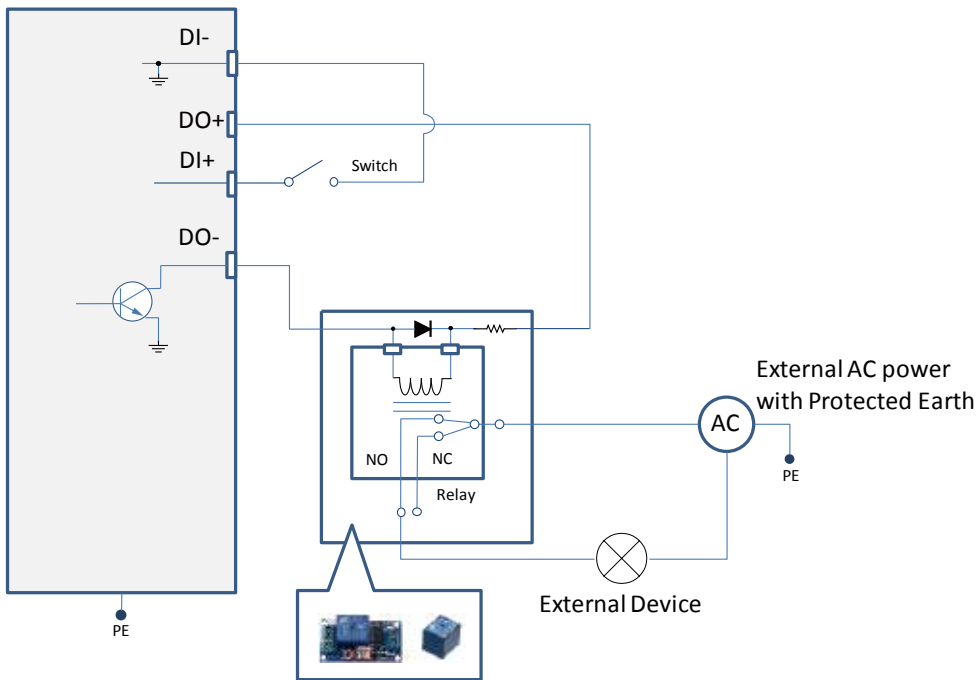 DI-
DO+
DI+
Switch
DO-
External AC power
with Protected Earth
AC
NO
NC
PE
Relay
External Device
PE